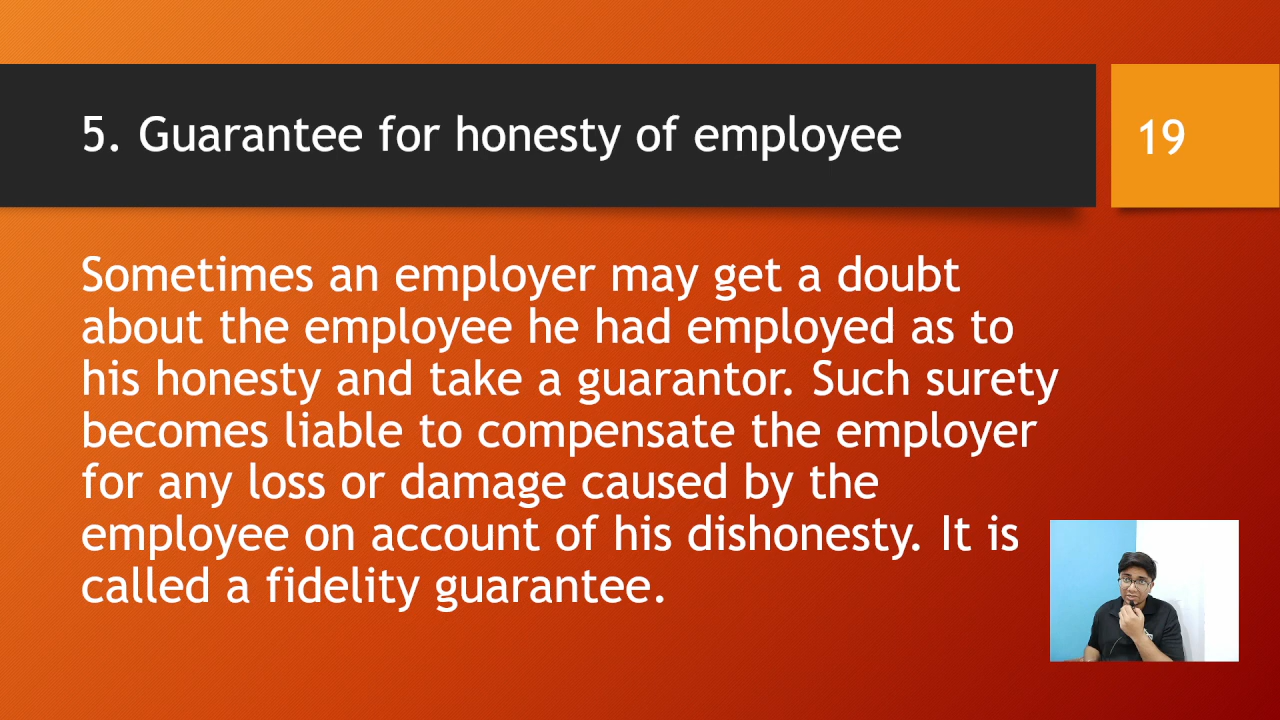 5. Guarantee for honesty of employee
19
Sometimes an employer may get a doubt
about the employee he had employed as to
his honesty and take a guarantor. Such surety
becomes liable to compensate the employer
for any loss or damage caused by the
employee on account of his dishonesty. It is
called a fidelity guarantee.